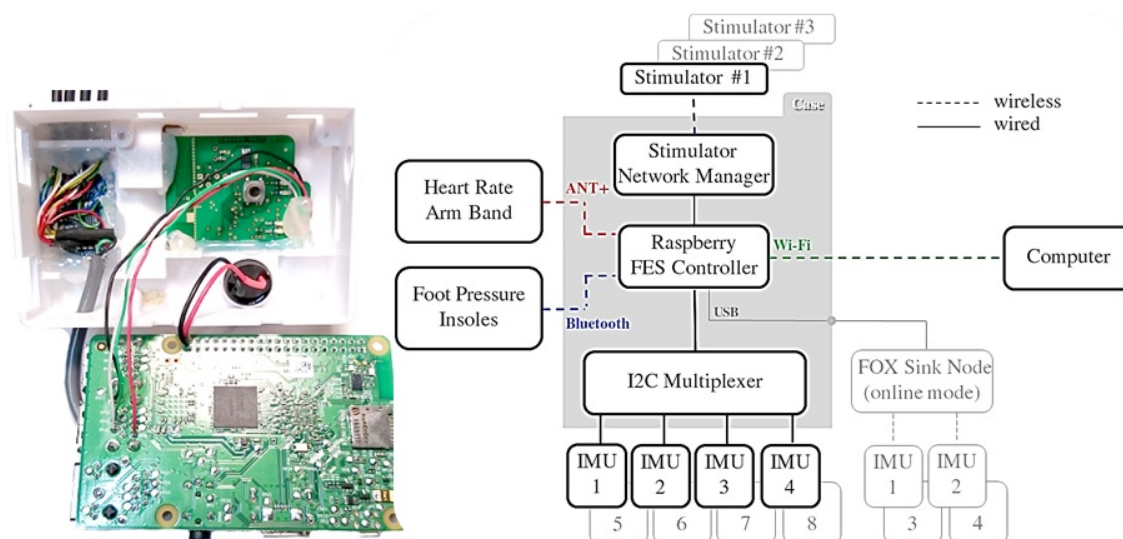 Stimulator #3
Stimulator #2
Stimulator #1
Case
wireless
wired
Stimulator
Network Manager
Heart Rate
Arm Band
ANT+
Raspberry
FES Controller
Wi-Fi
Computer
Foot Pressure
Insoles
Bluetooth
USB
I2C Multiplexer
FOX Sink Node
(online mode)
IMU
1
IMU
2
IMU
3
IMU
4
IMU
1
IMU
2
5
6
7
8
3
4